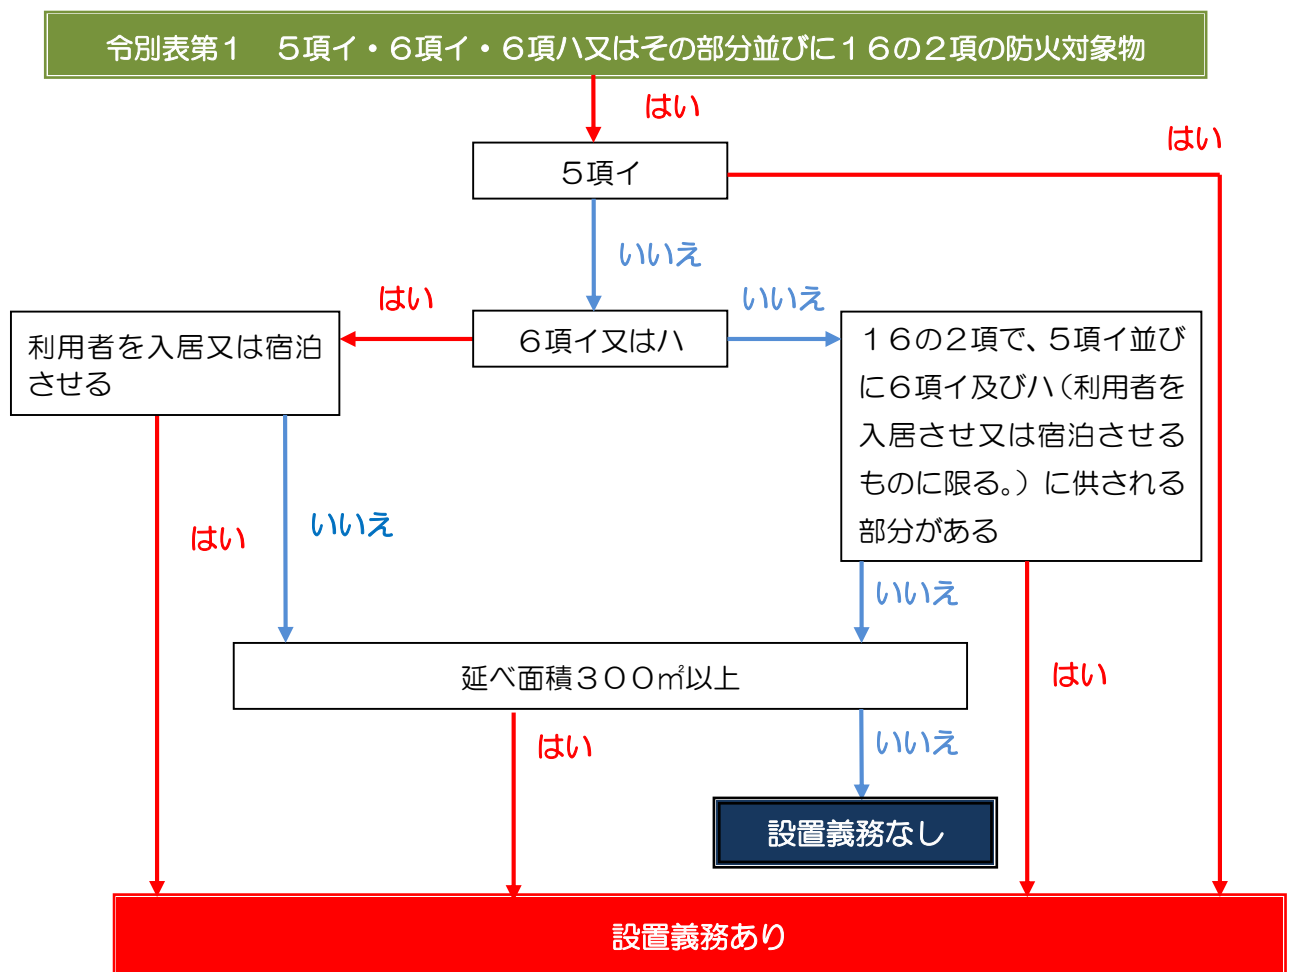 令別表第１　５項イ・６項イ・６項ハ又はその部分並びに１６の２項の防火対象物
はい
はい
５項イ
いいえ
はい
いいえ
利用者を入居又は宿泊
させる
６項イ又はハ
１６の２項で、５項イ並び
に６項イ及びハ（利用者を
入居させ又は宿泊させる
ものに限る。）に供される
部分がある
はい
いいえ
いいえ
延べ面積３００㎡以上
はい
はい
いいえ
設置義務なし
設置義務あり